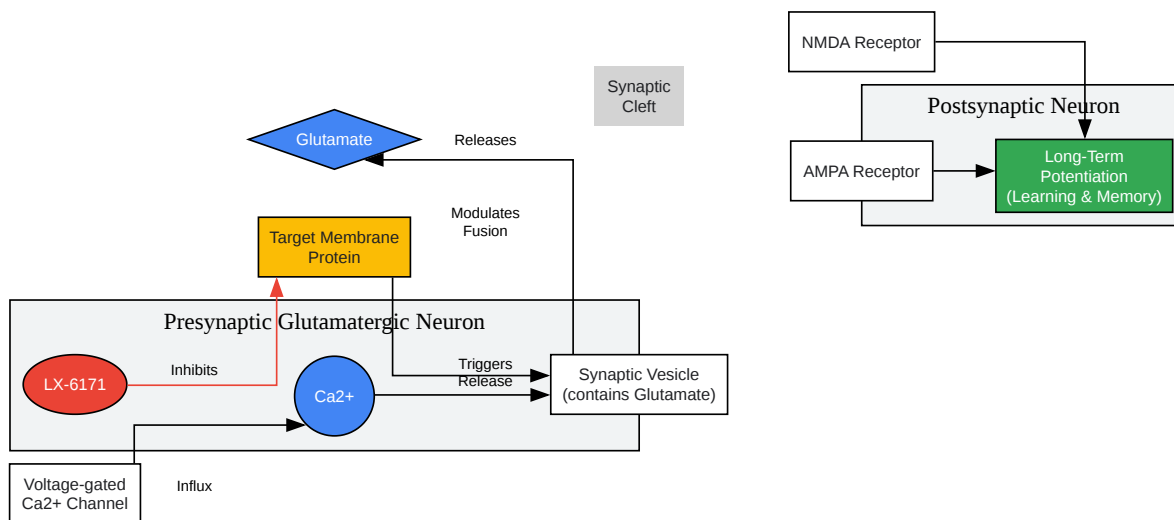 NMDA Receptor
Synaptic
Cleft
Postsynaptic Neuron
Glutamate
Releases
AMPA Receptor
Long-Term
Potentiation
(Learning & Memory)
Modulates
Fusion
Target Membrane
Protein
Presynaptic Glutamatergic Neuron
LX-6171
Inhibits
Ca2+
Triggers
Release
Synaptic Vesicle
(contains Glutamate)
Voltage-gated
Ca2+ Channel
Influx